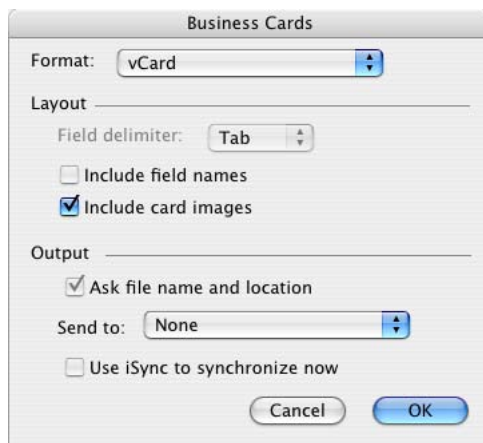 Business Cards
Format: vCard
Layout
Field delimiter: Tab
Include field names
Include card images
Output
Ask file name and location
Send to: None
Use iSync to synchronize now
Cancel OK